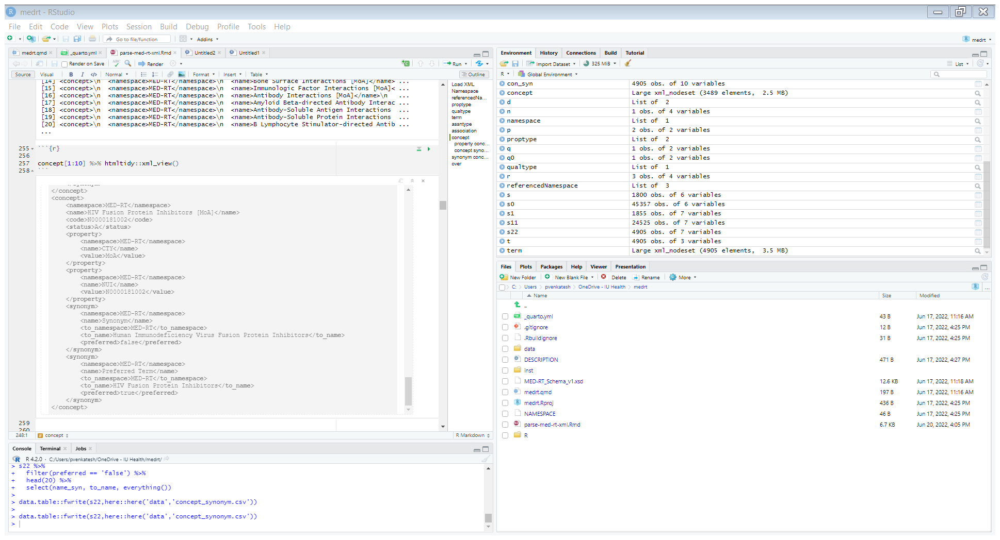 medrt - RStudio
File Edit Code View Plots Session Build Debug Profile Tools Help
Go to file/function Addins medrt
medrt.qmd _quarto.yml parse-med-rt-xml.Rmd Untitled2 Untitled1
Render on Save ABC Render Run
Source Visual B I </> Normal Format Insert Table Outline
[14] <concept>\n  <namespace>MED-RT</namespace>\n  <name>Bone Surface Interactions [MoA]</name> ...
[15] <concept>\n  <namespace>MED-RT</namespace>\n  <name>Immunologic Factor Interactions [MoA]< ...
[16] <concept>\n  <namespace>MED-RT</namespace>\n  <name>Antibody Interactions [MoA]</name>\n   ...
[17] <concept>\n  <namespace>MED-RT</namespace>\n  <name>Amyloid Beta-directed Antibody Interac ...
[18] <concept>\n  <namespace>MED-RT</namespace>\n  <name>Antibody-Soluble Antigen Interactions  ...
[19] <concept>\n  <namespace>MED-RT</namespace>\n  <name>Antibody-Soluble Protein Interactions  ...
[20] <concept>\n  <namespace>MED-RT</namespace>\n  <name>B Lymphocyte Stimulator-directed Antib ...
...
255 ```{r}
256
257 concept[1:10] %>% htmltidy::xml_view()
258 ```
</concept>
<concept>
<namespace>MED-RT</namespace>
<name>HIV Fusion Protein Inhibitors [MoA]</name>
<code>N0000181002</code>
<status>A</status>
<property>
<namespace>MED-RT</namespace>
<name>CTY</name>
<value>MoA</value>
</property>
<property>
<namespace>MED-RT</namespace>
<name>NUI</name>
<value>N0000181002</value>
</property>
<synonym>
<namespace>MED-RT</namespace>
<name>Synonym</name>
<to_namespace>MED-RT</to_namespace>
<to_name>Human Immunodeficiency Virus Fusion Protein Inhibitors</to_name>
<preferred>false</preferred>
</synonym>
<synonym>
<namespace>MED-RT</namespace>
<name>Preferred Term</name>
<to_namespace>MED-RT</to_namespace>
<to_name>HIV Fusion Protein Inhibitors</to_name>
<preferred>true</preferred>
</synonym>
</concept>
259
260
248:1 concept R Markdown
Load XML
Namespace
referencedNa...
proptype
qualtype
term
assntype
association
concept
property conc...
concept syno...
synonym conc...
over
Console Terminal Jobs
R 4.2.0 · C:/Users/pvenkatesh/OneDrive - IU Health/medrt/
> s22 %>%
+   filter(preferred == 'false') %>%
+   head(20) %>%
+   select(name_syn, to_name, everything())
>
> data.table::fwrite(s22,here::here('data','concept_synonym.csv'))
>
> data.table::fwrite(s22,here::here('data','concept_synonym.csv'))
>
Environment History Connections Build Tutorial
Import Dataset 325 MiB List
R Global Environment
con_syn 4905 obs. of 10 variables
concept Large xml_nodeset (3489 elements,  2.5 MB)
d List of  2
n 1 obs. of 4 variables
namespace List of  1
p 2 obs. of 2 variables
proptype List of  2
q 1 obs. of 2 variables
q0 1 obs. of 2 variables
qualtype List of  1
r 3 obs. of 4 variables
referencedNamespace List of  3
s 1800 obs. of 6 variables
s0 45357 obs. of 6 variables
s1 1855 obs. of 7 variables
s11 24525 obs. of 7 variables
s22 4905 obs. of 7 variables
t 4905 obs. of 3 variables
term Large xml_nodeset (4905 elements,  3.5 MB)
Files Plots Packages Help Viewer Presentation
New Folder New Blank File Delete Rename More
C: Users pvenkatesh OneDrive - IU Health medrt ...
Name Size Modified
..
_quarto.yml 43 B Jun 17, 2022, 11:16 AM
.gitignore 12 B Jun 17, 2022, 4:25 PM
.Rbuildignore 31 B Jun 17, 2022, 4:25 PM
data
DESCRIPTION 471 B Jun 17, 2022, 4:27 PM
inst
MED-RT_Schema_v1.xsd 12.6 KB Jun 17, 2022, 11:18 AM
medrt.qmd 197 B Jun 17, 2022, 11:16 AM
medrt.Rproj 436 B Jun 17, 2022, 4:25 PM
NAMESPACE 46 B Jun 17, 2022, 4:25 PM
parse-med-rt-xml.Rmd 6.7 KB Jun 20, 2022, 4:05 PM
R